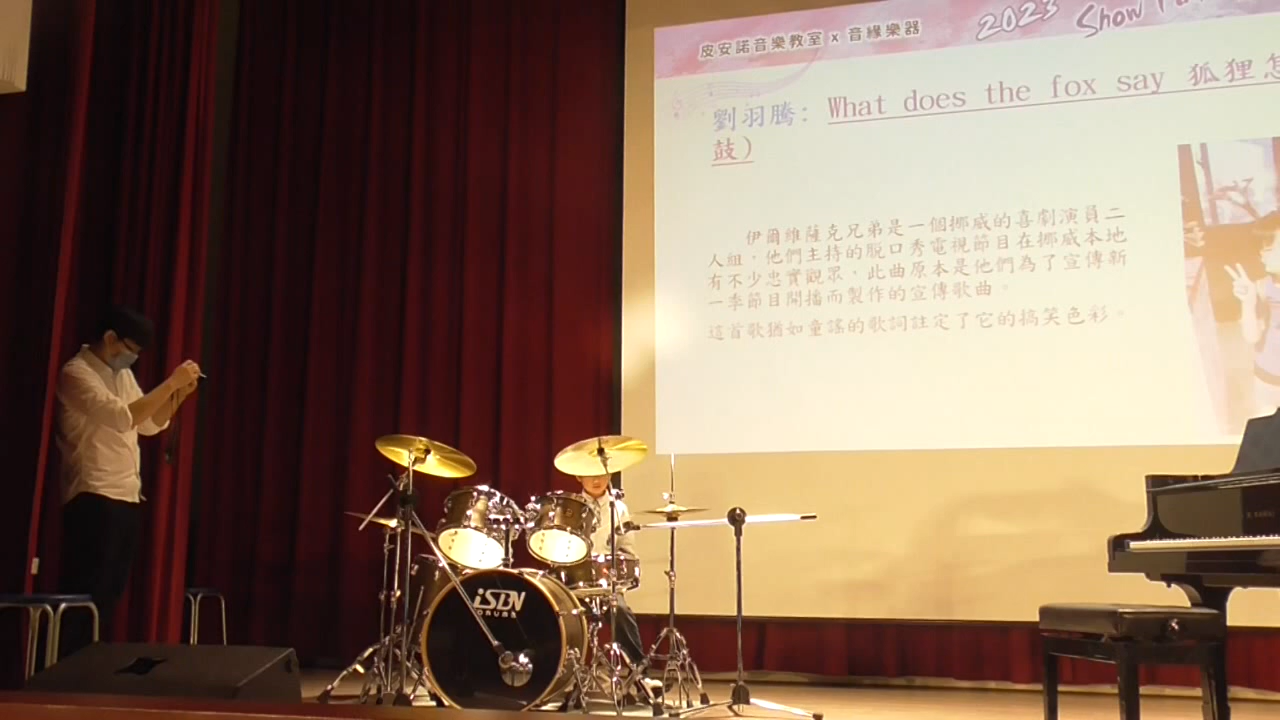 皮安諾音樂教室 x 音緣樂器
2023 Show
劉羽騰: What does the fox say 狐狸怎
鼓)
伊爾維薩克兄弟是一個挪威的喜劇演員二
人組，他們主持的脫口秀電視節目在挪威本地
有不少忠實觀眾，此曲原本是他們為了宣傳新
一季節目開播而製作的宣傳歌曲。
這首歌猶如童謠的歌詞註定了它的搞笑色彩。
iSBN
DRUMS